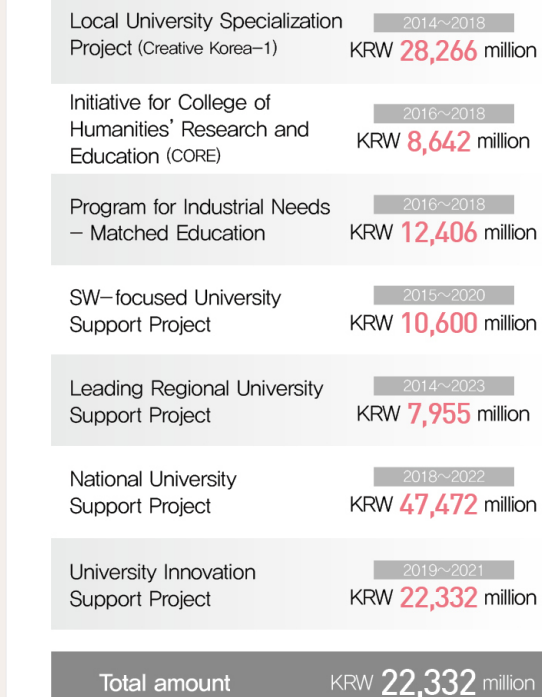 Local University Specialization
Project (Creative Korea-1)
2014~2018
KRW 28,266 million
Initiative for College of
Humanities' Research and
Education (CORE)
2016~2018
KRW 8,642 million
Program for Industrial Needs
- Matched Education
2016~2018
KRW 12,406 million
SW-focused University
Support Project
2015~2020
KRW 10,600 million
Leading Regional University
Support Project
2014~2023
KRW 7,955 million
National University
Support Project
2018~2022
KRW 47,472 million
University Innovation
Support Project
2019~2021
KRW 22,332 million
Total amount
KRW 22,332 million